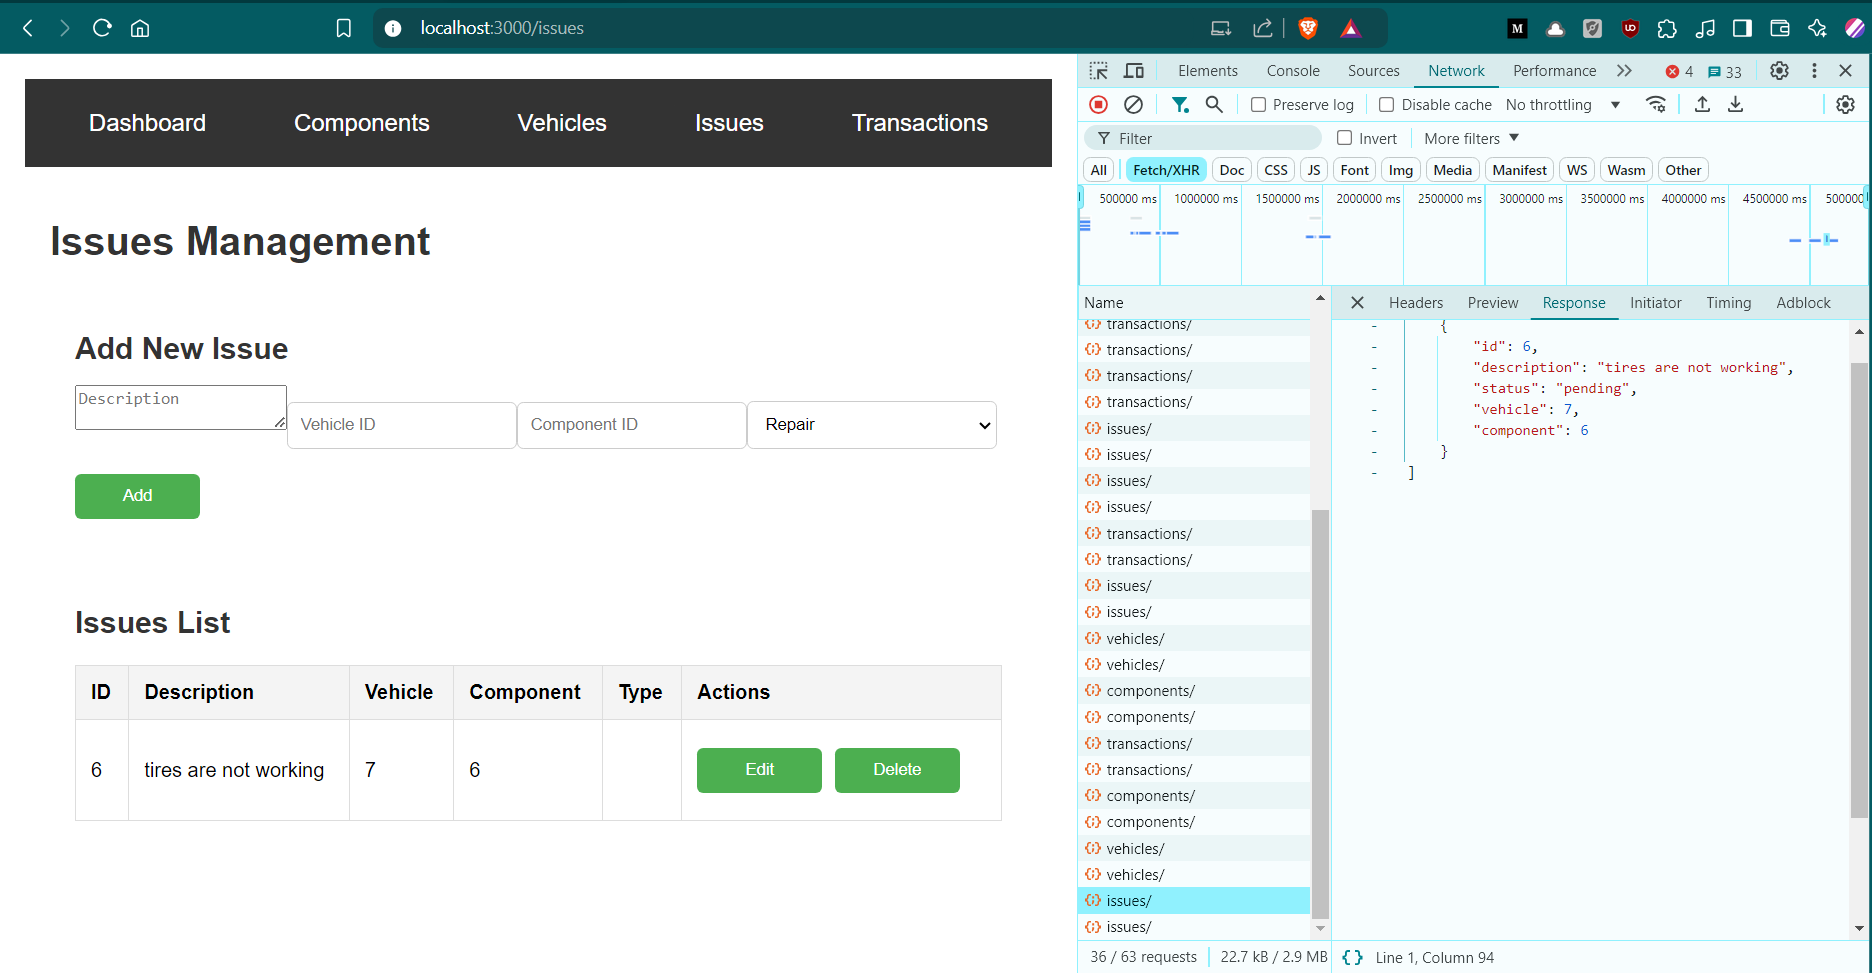 localhost:3000/issues
M
UD
Dashboard
Components
Vehicles
Issues
Transactions
Issues Management
Add New Issue
Description
Vehicle ID
Component ID
Repair
Add
Issues List
ID Description Vehicle Component Type Actions
6 tires are not working 7 6 Edit Delete
Elements Console Sources Network Performance 4 33
Preserve log Disable cache No throttling
Filter Invert More filters
All Fetch/XHR Doc CSS JS Font Img Media Manifest WS Wasm Other
500000 ms 1000000 ms 1500000 ms 2000000 ms 2500000 ms 3000000 ms 3500000 ms 4000000 ms 4500000 ms 500000
Name
transactions/
transactions/
transactions/
transactions/
issues/
issues/
issues/
issues/
transactions/
transactions/
issues/
issues/
vehicles/
vehicles/
components/
components/
transactions/
transactions/
components/
components/
vehicles/
vehicles/
issues/
issues/
36 / 63 requests 22.7 kB / 2.9 MB
Headers Preview Response Initiator Timing Adblock
- {
- "id": 6,
- "description": "tires are not working",
- "status": "pending",
- "vehicle": 7,
- "component": 6
- }
- ]
{} Line 1, Column 94